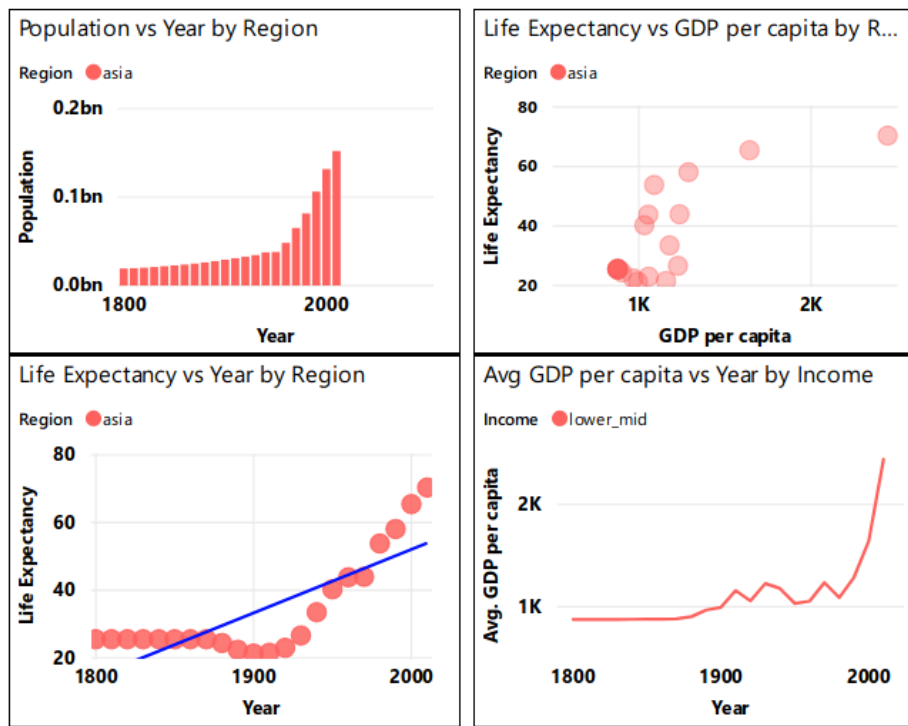 Population vs Year by Region
Region asia
0.2bn
0.1bn
0.0bn
Population
1800
2000
Year
Life Expectancy vs GDP per capita by R...
Region asia
80
60
40
20
Life Expectancy
1K
2K
GDP per capita
Life Expectancy vs Year by Region
Region asia
80
60
40
20
Life Expectancy
1800
1900
2000
Year
Avg GDP per capita vs Year by Income
Income lower_mid
2K
1K
Avg. GDP per capita
1800
1900
2000
Year